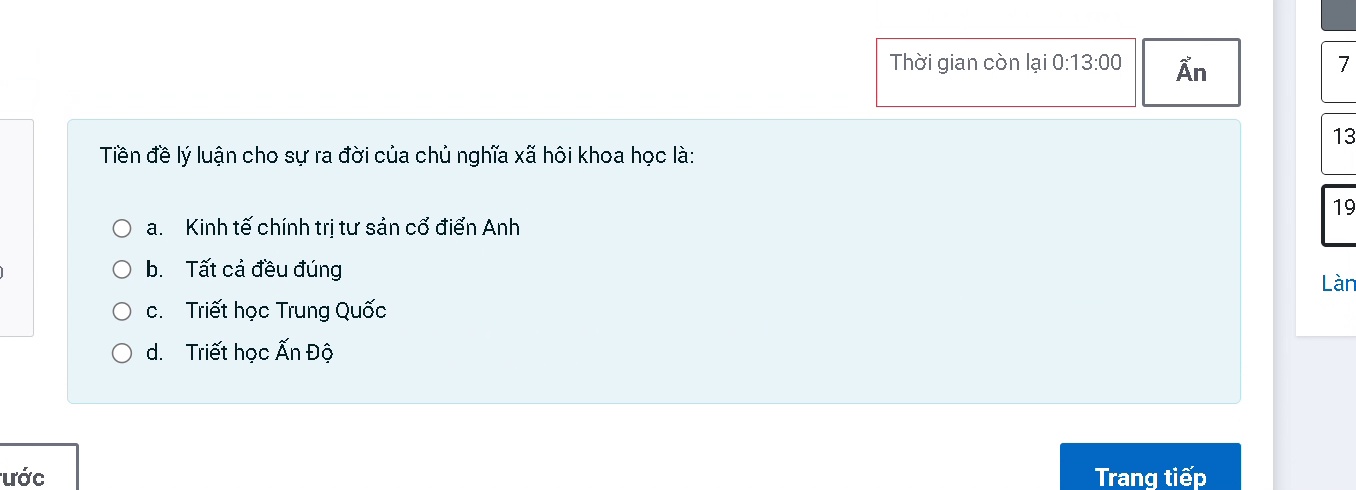 Thời gian còn lại 0:13:00
Ẩn
7
13
19
Tiền đề lý luận cho sự ra đời của chủ nghĩa xã hôi khoa học là:
a. Kinh tế chính trị tư sản cổ điển Anh
b. Tất cả đều đúng
c. Triết học Trung Quốc
d. Triết học Ấn Độ
Trang tiếp